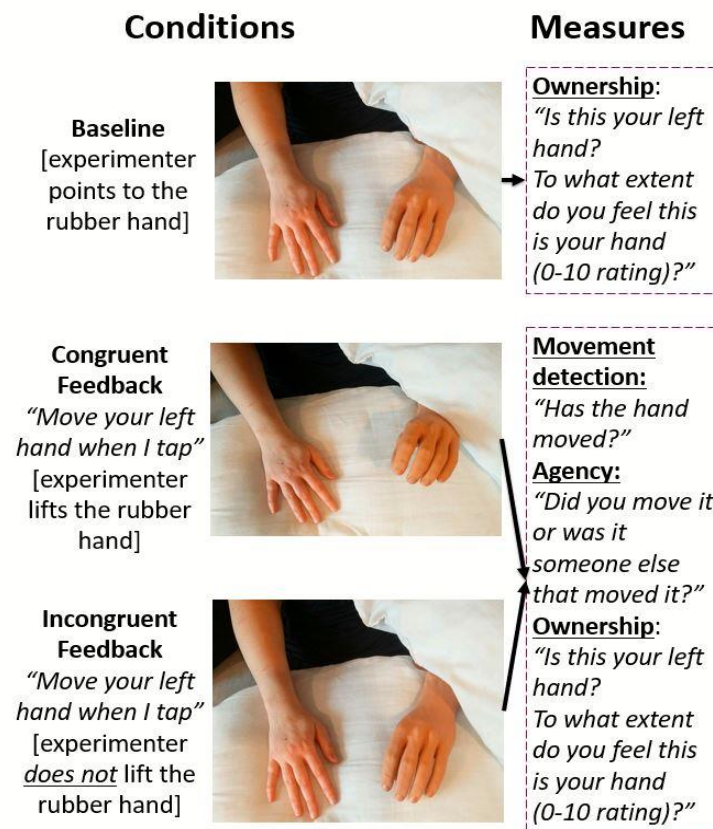 Conditions
Measures
Baseline
[experimenter
points to the
rubber hand]
Ownership:
“Is this your left
hand?
To what extent
do you feel this
is your hand
(0-10 rating)?”
Congruent
Feedback
“Move your left
hand when I tap”
[experimenter
lifts the rubber
hand]
Incongruent
Feedback
“Move your left
hand when I tap”
[experimenter
does not lift the
rubber hand]
Movement
detection:
“Has the hand
moved?”
Agency:
“Did you move it
or was it
someone else
that moved it?”
Ownership:
“Is this your left
hand?
To what extent
do you feel this
is your hand
(0-10 rating)?”